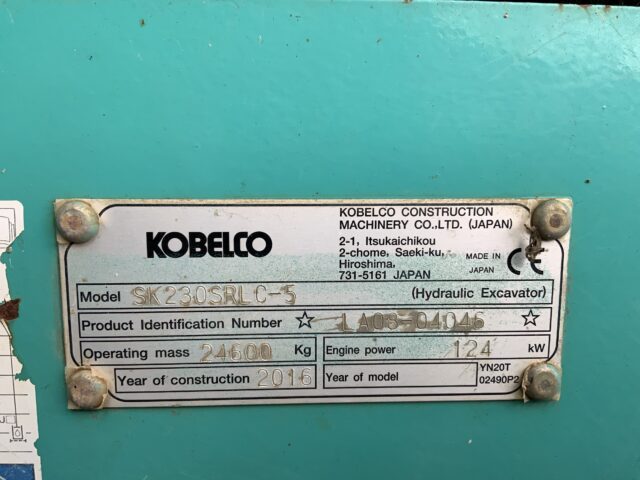 KOBELCO
KOBELCO CONSTRUCTION
MACHINERY CO.,LTD. (JAPAN)
2-1, Itsukaichikou
2-chome, Saeki-ku,
Hiroshima,
731-5161 JAPAN
MADE IN
JAPAN
CE
Model SK230SRLC-5 (Hydraulic Excavator)
Product Identification Number ☆ LA08-04046 ☆
Operating mass 24600 Kg
Engine power 124 kW
Year of construction 2016
Year of model
YN20T
02490P2